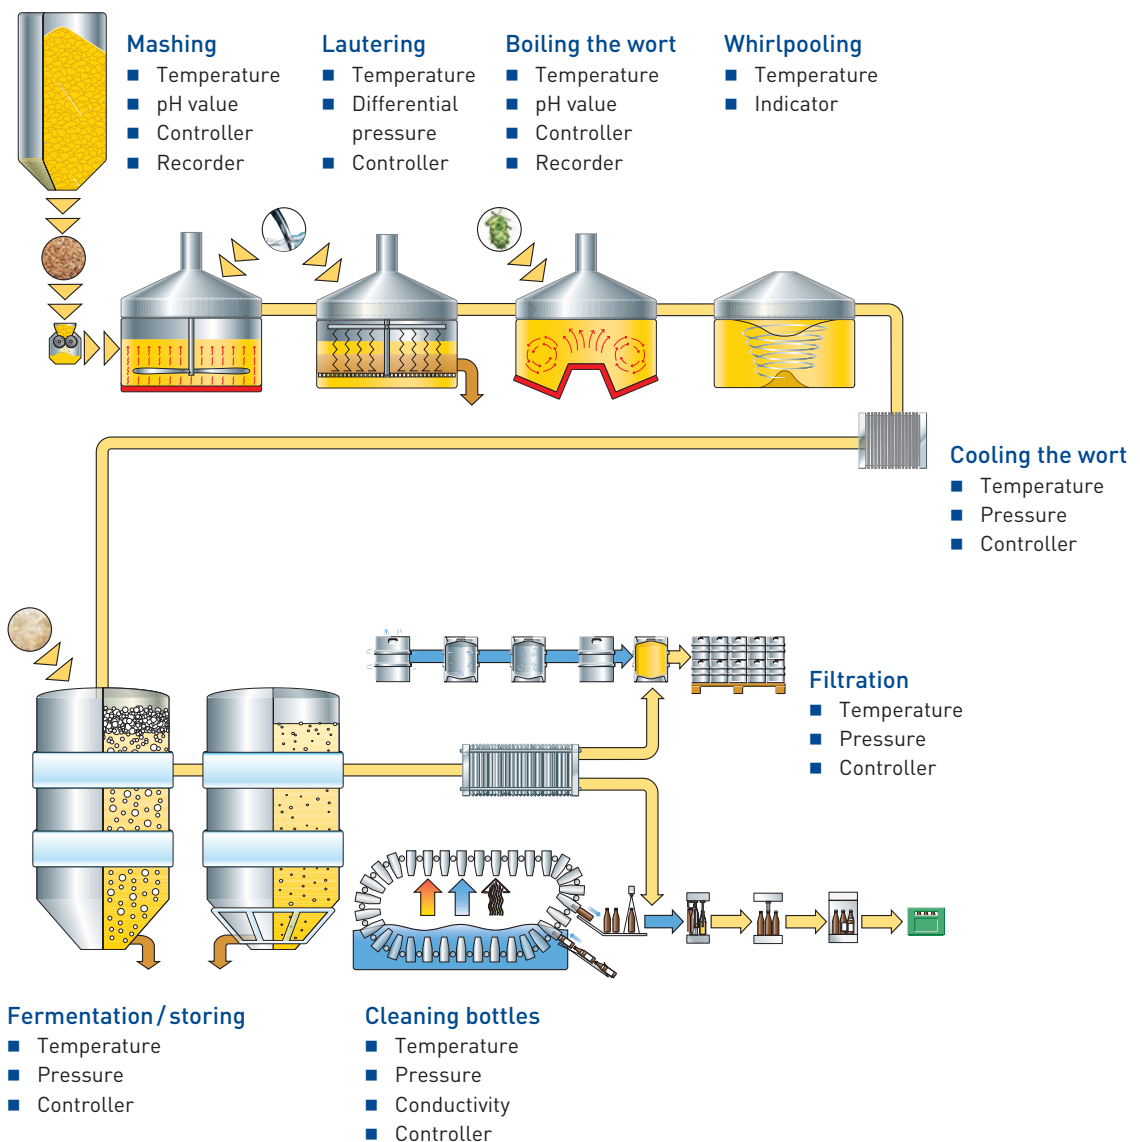 Mashing
Temperature
pH value
Controller
Recorder
Lautering
Temperature
Differential
pressure
Controller
Boiling the wort
Temperature
pH value
Controller
Recorder
Whirlpooling
Temperature
Indicator
Cooling the wort
Temperature
Pressure
Controller
Filtration
Temperature
Pressure
Controller
Fermentation/storing
Temperature
Pressure
Controller
Cleaning bottles
Temperature
Pressure
Conductivity
Controller